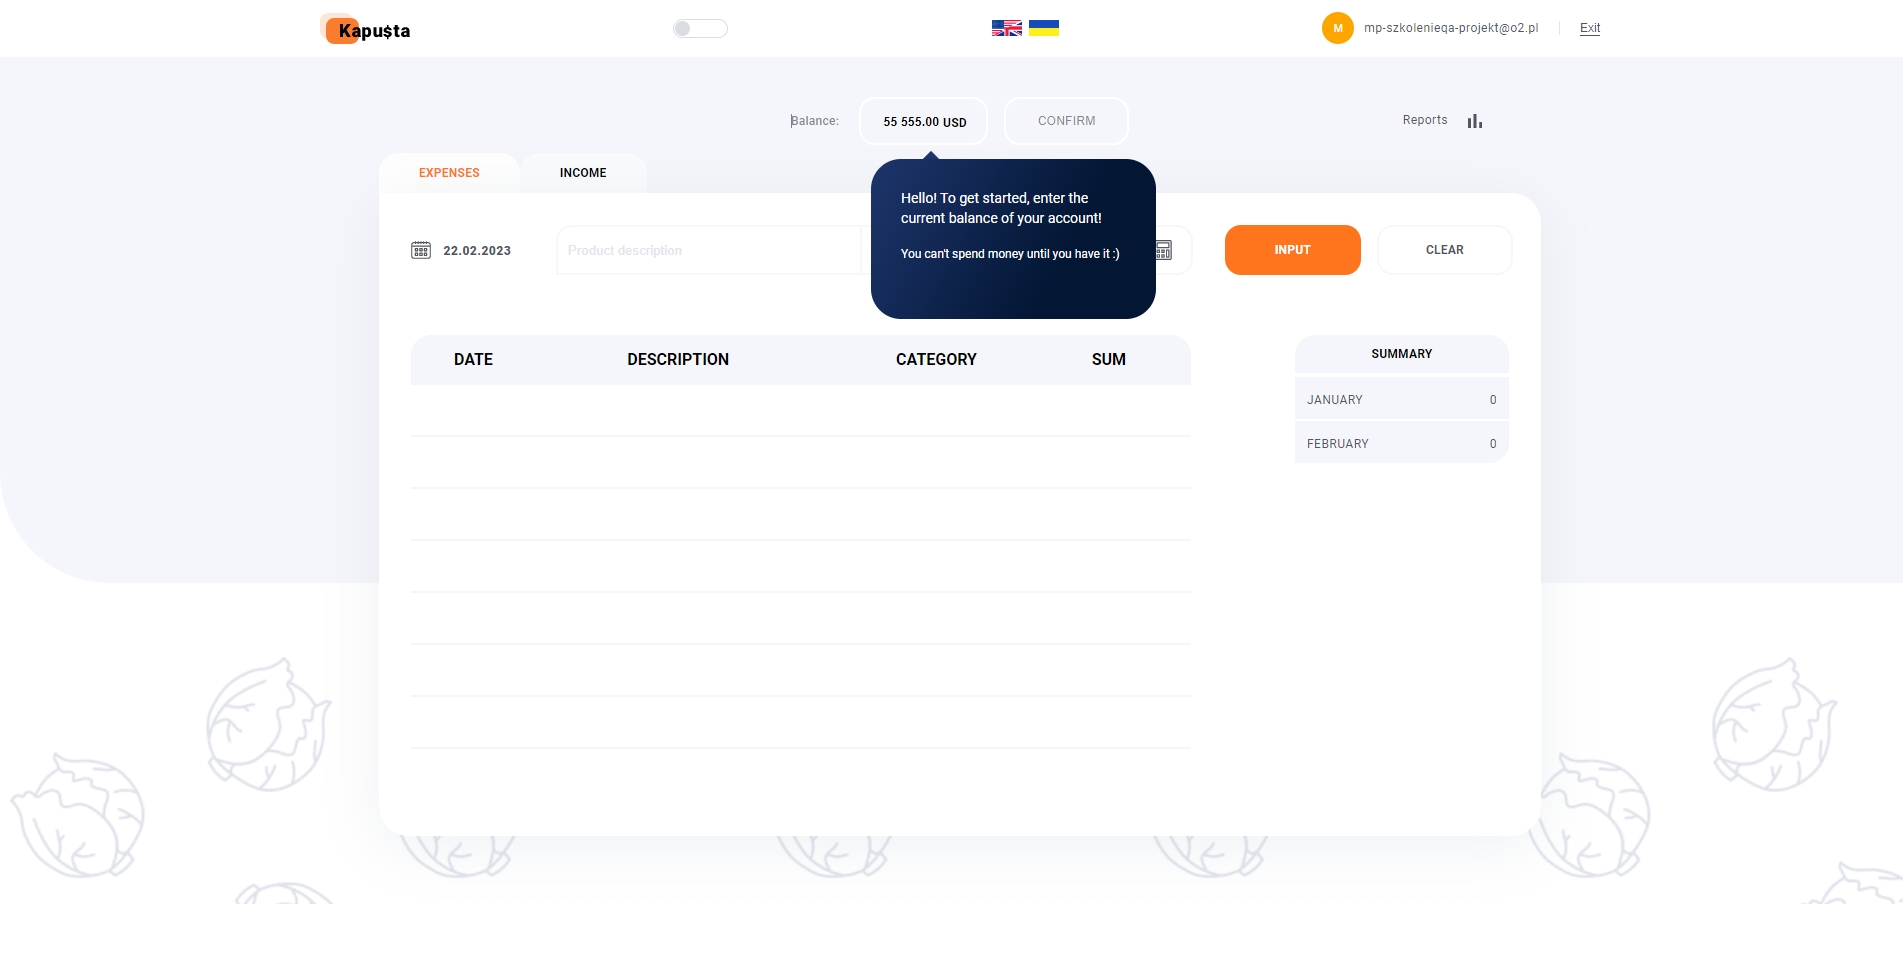 Kapu$ta
M mp-szkolenieqa-projekt@o2.pl Exit
Balance: 55 555.00 USD CONFIRM Reports
EXPENSES INCOME
Hello! To get started, enter the
current balance of your account!
You can't spend money until you have it :)
22.02.2023 Product description INPUT CLEAR
DATE DESCRIPTION CATEGORY SUM
SUMMARY
JANUARY 0
FEBRUARY 0